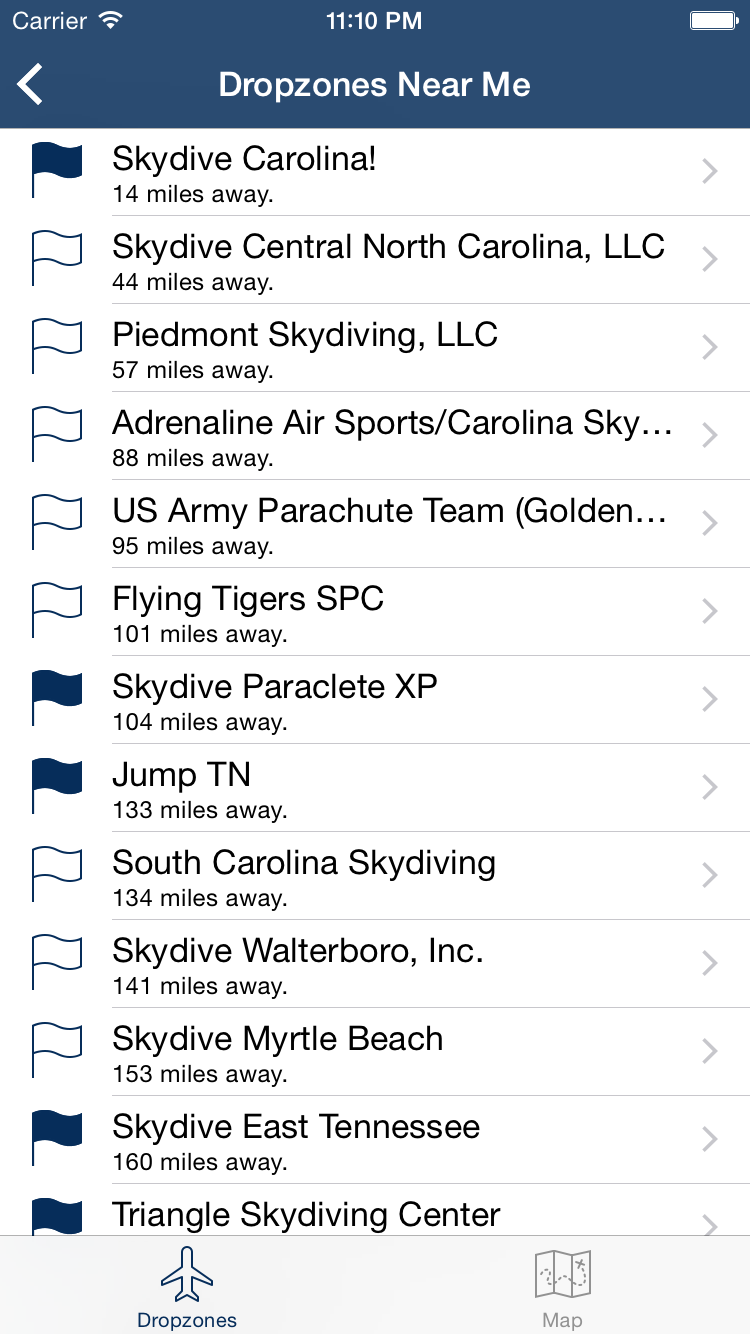 Carrier 11:10 PM
Dropzones Near Me
Skydive Carolina!
14 miles away.
Skydive Central North Carolina, LLC
44 miles away.
Piedmont Skydiving, LLC
57 miles away.
Adrenaline Air Sports/Carolina Sky...
88 miles away.
US Army Parachute Team (Golden...
95 miles away.
Flying Tigers SPC
101 miles away.
Skydive Paraclete XP
104 miles away.
Jump TN
133 miles away.
South Carolina Skydiving
134 miles away.
Skydive Walterboro, Inc.
141 miles away.
Skydive Myrtle Beach
153 miles away.
Skydive East Tennessee
160 miles away.
Triangle Skydiving Center
Dropzones Map